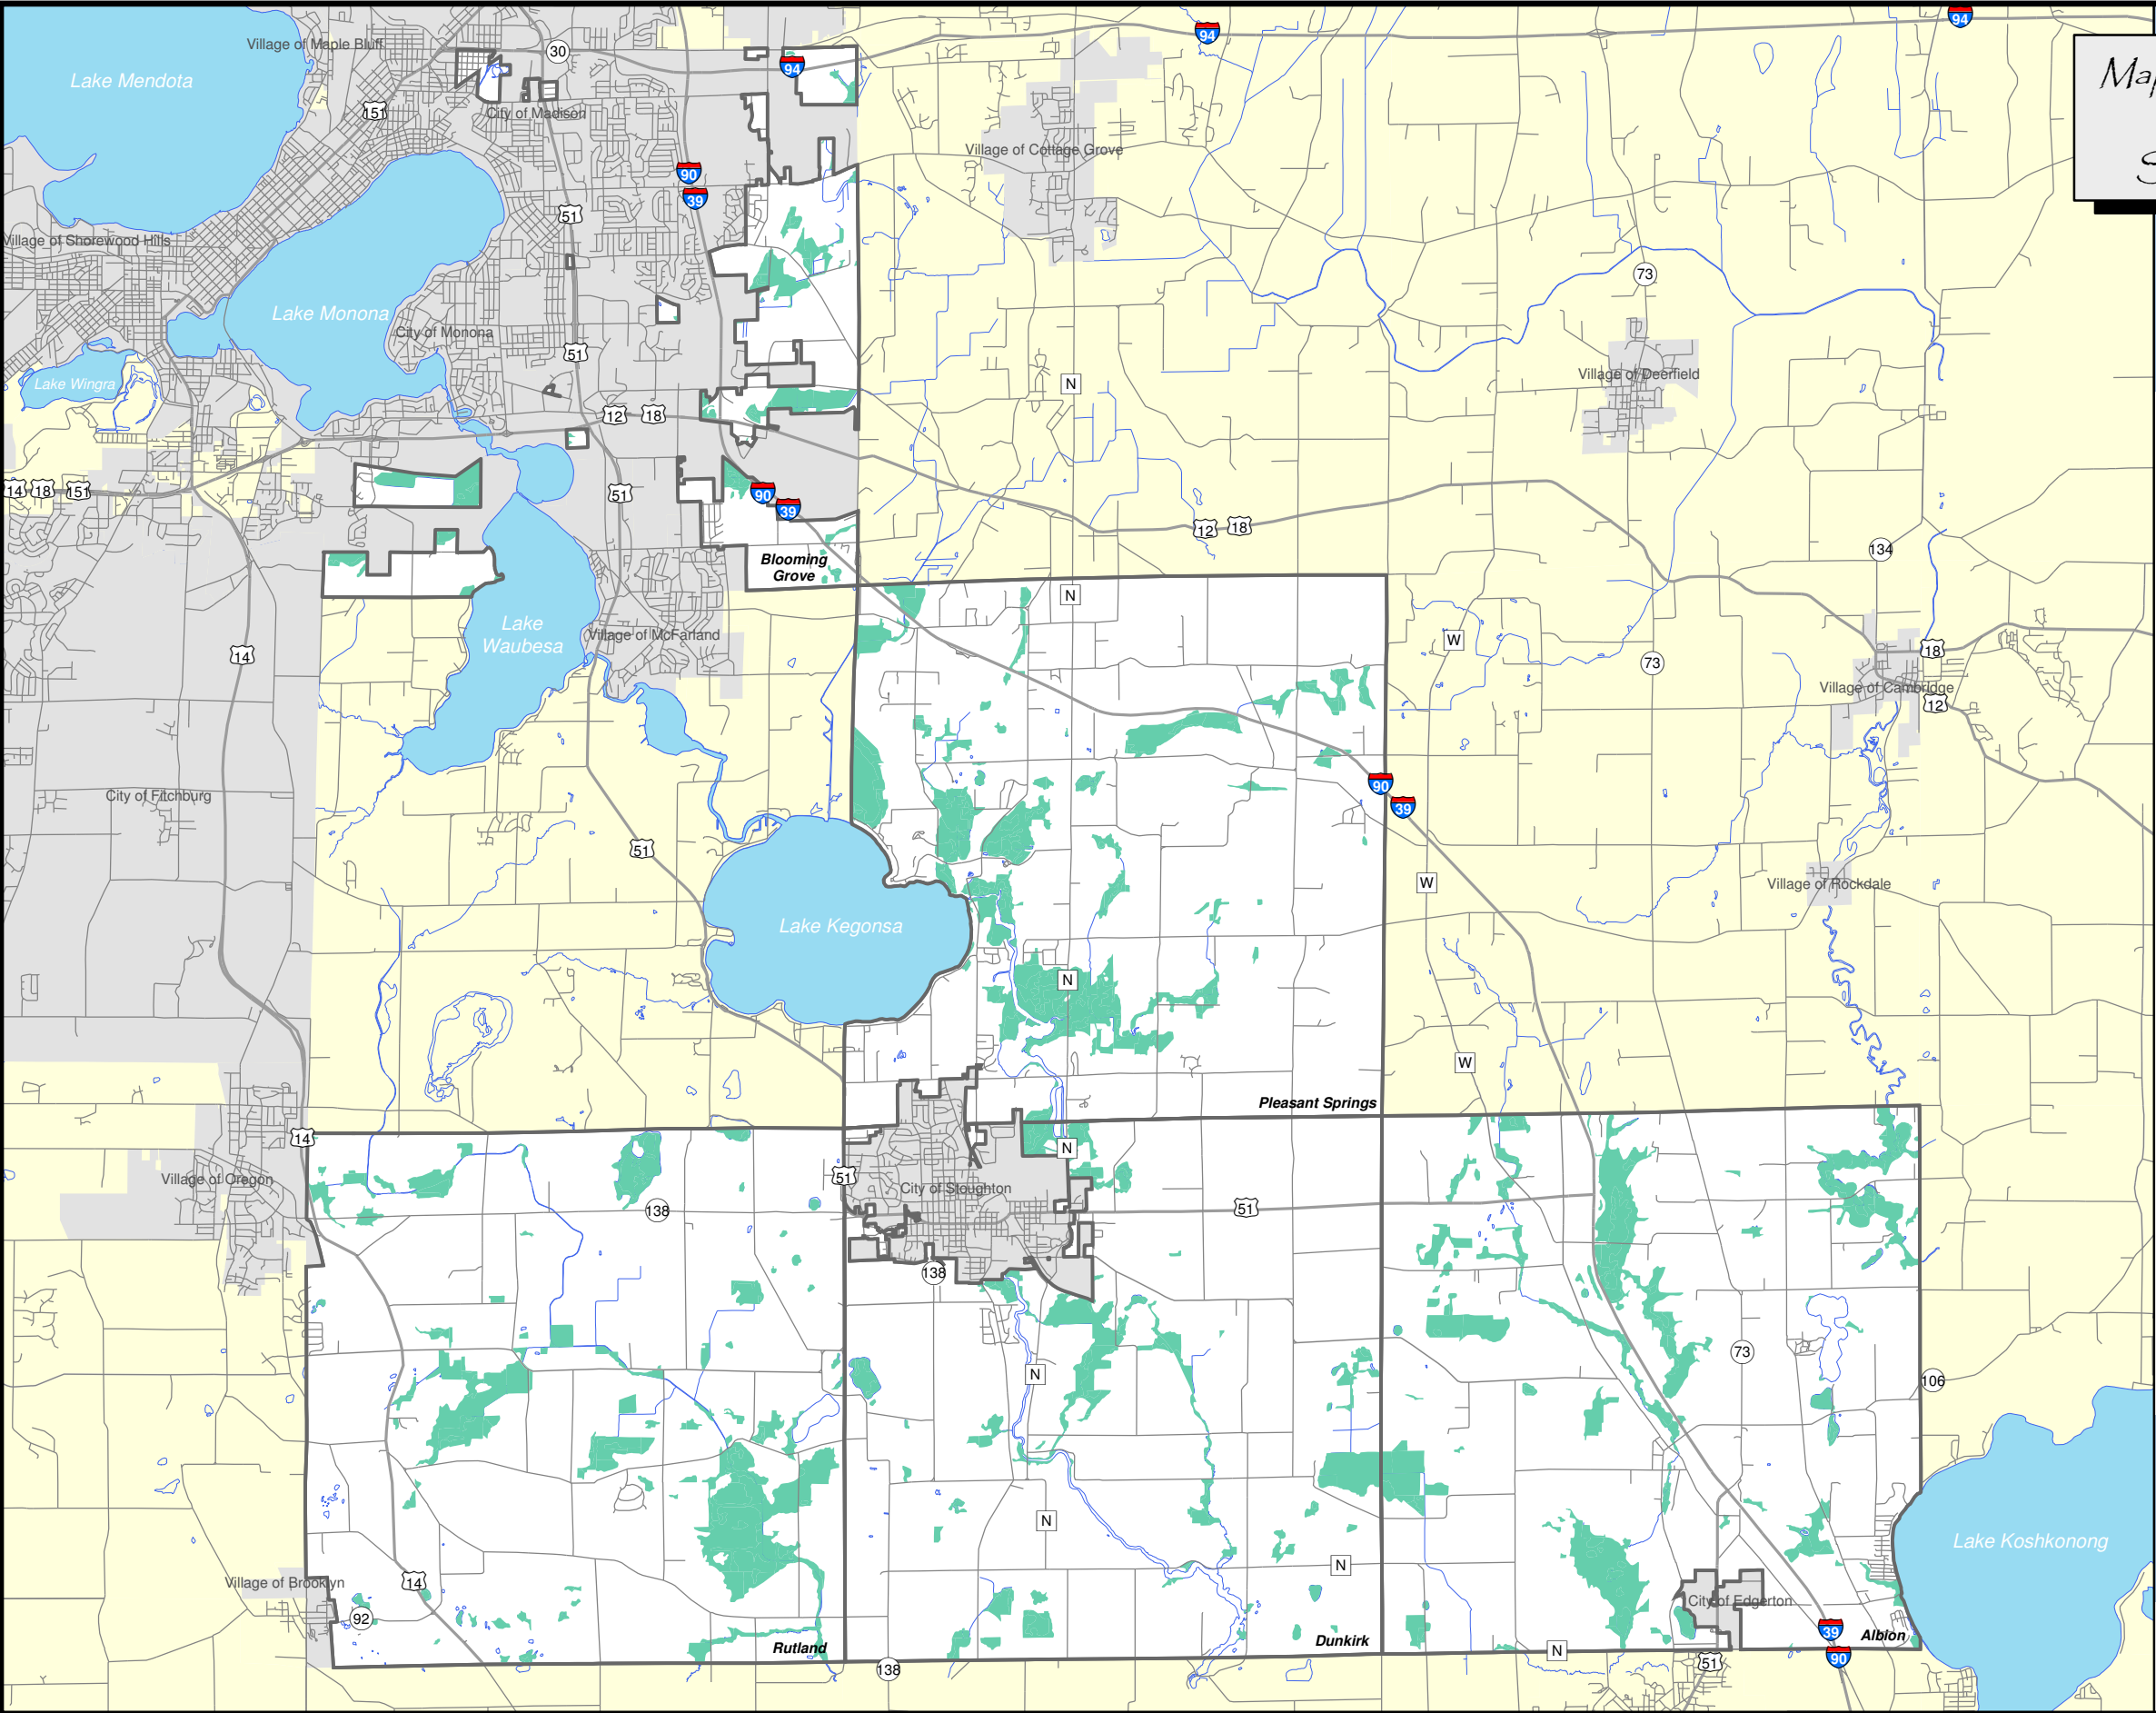 Village of Maple Bluff
30
94
94
94
Lake Mendota
151
City of Madison
Village of Cottage Grove
90
39
51
Village of Shorewood Hills
73
Lake Monona
City of Monona
51
Lake Wingra
N
Village of Deerfield
12
18
14
18
151
51
90
39
12
18
134
Blooming
Grove
N
Lake
Waubesa
Village of McFarland
W
14
73
18
Village of Cambridge
12
City of Fitchburg
90
39
51
W
Village of Rockdale
Lake Kegonsa
N
W
Pleasant Springs
14
N
Village of Oregon
51
City of Stoughton
138
51
138
73
N
106
N
Lake Koshkonong
N
Village of Brooklyn
14
92
City of Edgerton
39
Albion
Rutland
Dunkirk
N
90
51
138